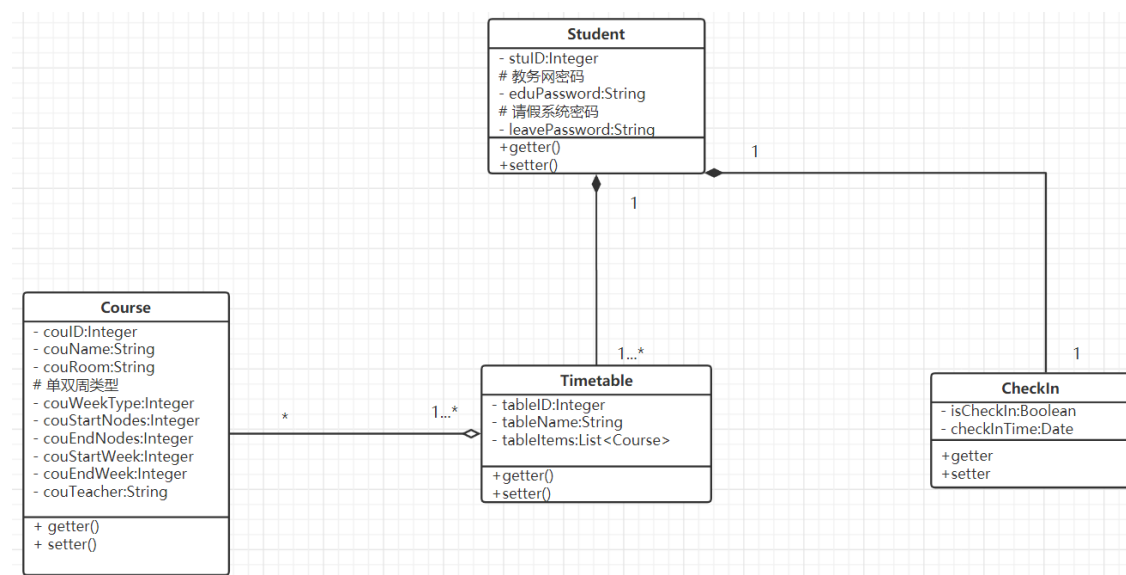 Student
- stuID:Integer
# 教务网密码
- eduPassword:String
# 请假系统密码
- leavePassword:String
+getter()
+setter()
1
1
Course
- couID:Integer
- couName:String
- couRoom:String
# 单双周类型
- couWeekType:Integer
- couStartNodes:Integer
- couEndNodes:Integer
- couStartWeek:Integer
- couEndWeek:Integer
- couTeacher:String
+ getter()
+ setter()
*
1...*
1...*
Timetable
- tableID:Integer
- tableName:String
- tableItems:List<Course>
+getter()
+setter()
1
CheckIn
- isCheckIn:Boolean
- checkInTime:Date
+getter
+setter